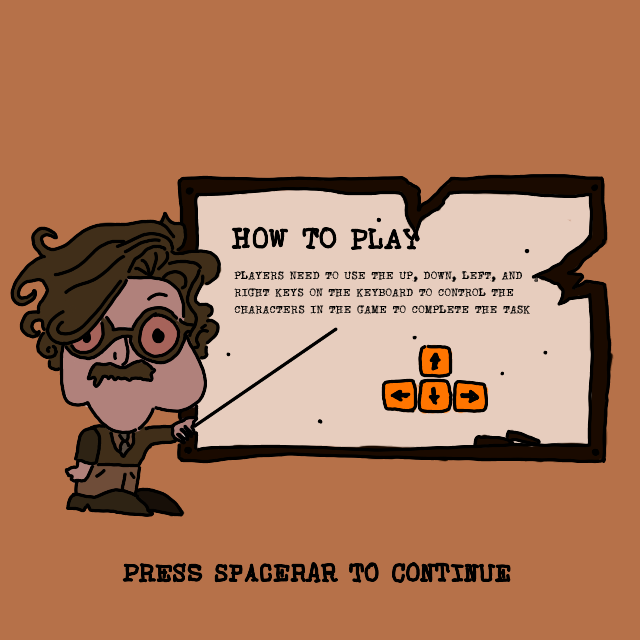 HOW TO PLAY
PLAYERS NEED TO USE THE UP, DOWN, LEFT, AND
RIGHT KEYS ON THE KEYBOARD TO CONTROL THE
CHARACTERS IN THE GAME TO COMPLETE THE TASK
PRESS SPACERAR TO CONTINUE